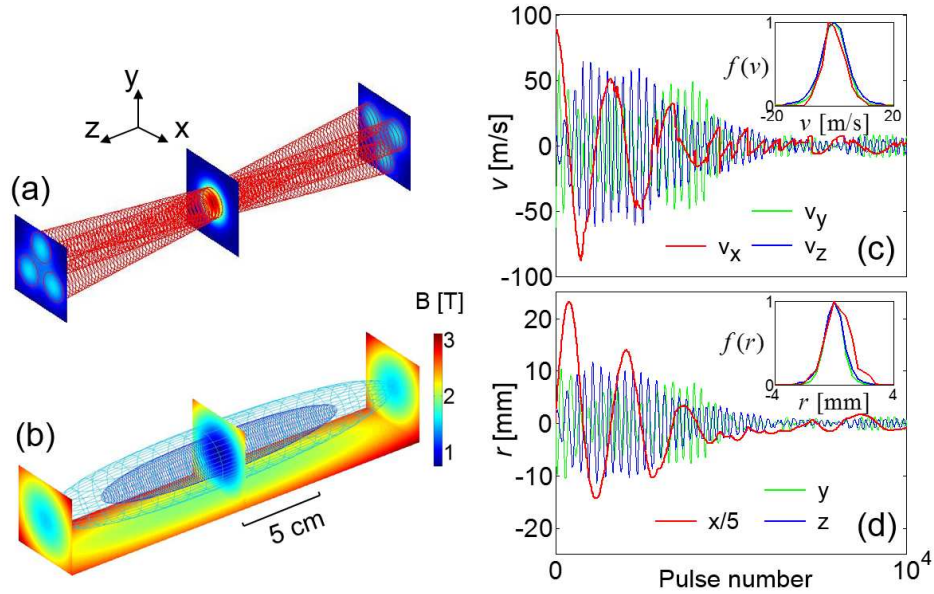 y
z
x
(a)
B [T]
3
2
1
(b)
5 cm
100
50
0
-50
-100
v [m/s]
1
f(v)
0
-20
v [m/s]
20
v_y
v_x
v_z
(c)
20
10
0
-10
-20
r [mm]
1
f(r)
0
-4
r [mm]
4
y
x/5
z
(d)
0
Pulse number
10^4